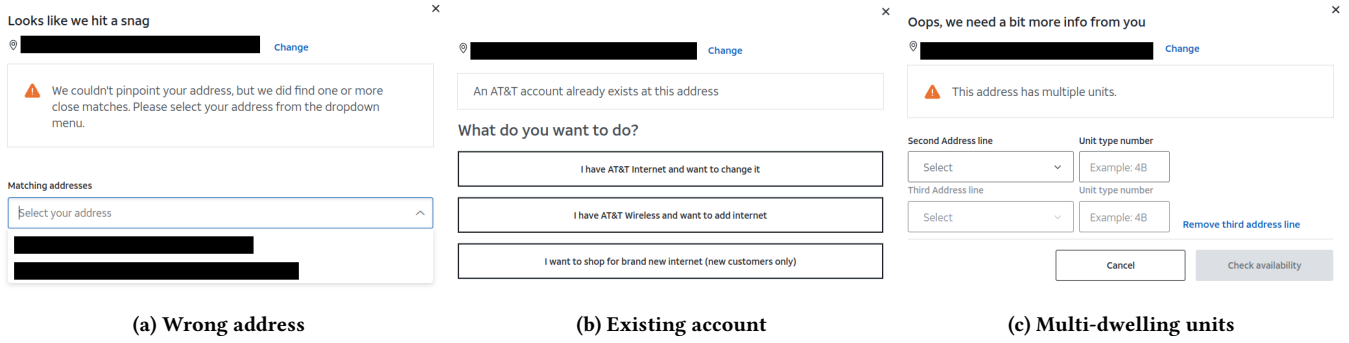 Looks like we hit a snag
Change
We couldn't pinpoint your address, but we did find one or more
close matches. Please select your address from the dropdown
menu.
Matching addresses
Select your address
(a) Wrong address
Change
An AT&T account already exists at this address
What do you want to do?
I have AT&T Internet and want to change it
I have AT&T Wireless and want to add internet
I want to shop for brand new internet (new customers only)
(b) Existing account
Oops, we need a bit more info from you
Change
This address has multiple units.
Second Address line Unit type number
Select Example: 4B
Third Address line Unit type number
Select Example: 4B
Remove third address line
Cancel Check availability
(c) Multi-dwelling units